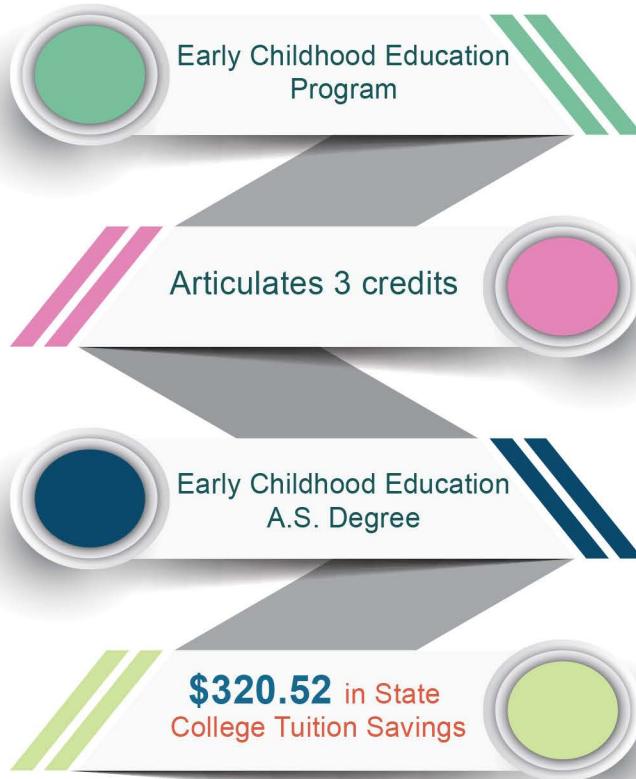 Early Childhood Education
Program
Articulates 3 credits
Early Childhood Education
A.S. Degree
$320.52 in State
College Tuition Savings